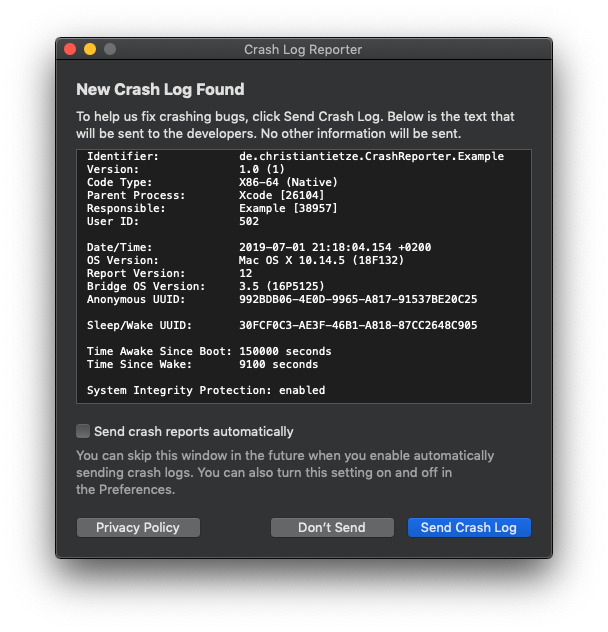 Crash Log Reporter
New Crash Log Found
To help us fix crashing bugs, click Send Crash Log. Below is the text that
will be sent to the developers. No other information will be sent.
Identifier: de.christiantietze.CrashReporter.Example
Version: 1.0 (1)
Code Type: X86-64 (Native)
Parent Process: Xcode [26104]
Responsible: Example [38957]
User ID: 502
Date/Time: 2019-07-01 21:18:04.154 +0200
OS Version: Mac OS X 10.14.5 (18F132)
Report Version: 12
Bridge OS Version: 3.5 (16P5125)
Anonymous UUID: 992BDB06-4E0D-9965-A817-91537BE20C25
Sleep/Wake UUID: 30FCF0C3-AE3F-46B1-A818-87CC2648C905
Time Awake Since Boot: 150000 seconds
Time Since Wake: 9100 seconds
System Integrity Protection: enabled
Send crash reports automatically
You can skip this window in the future when you enable automatically
sending crash logs. You can also turn this setting on and off in
the Preferences.
Privacy Policy Don’t Send Send Crash Log